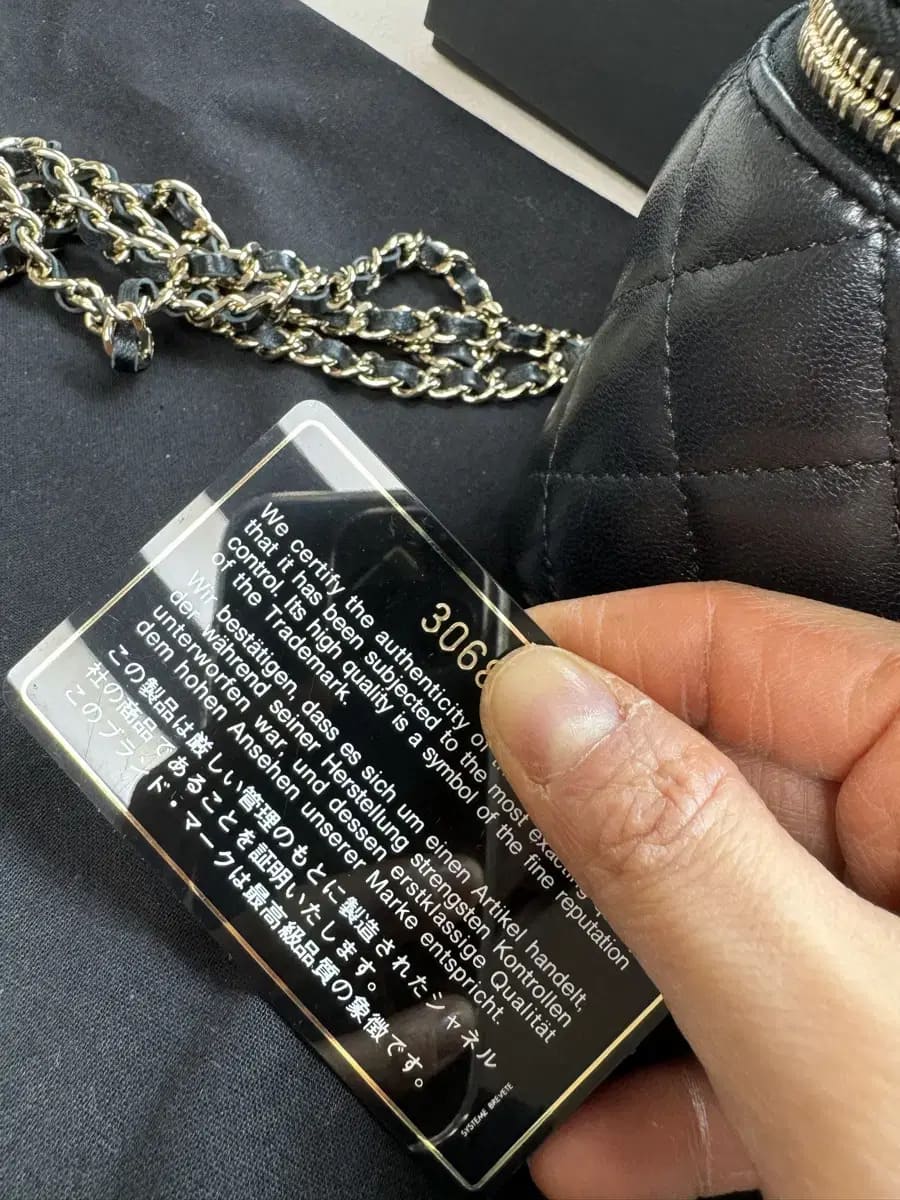 3068
We certify the authenticity of
that it has been subjected to the most exacting
control. Its high quality is a symbol of the fine reputation
of the Trademark.
Wir bestätigen, dass es sich um einen Artikel handelt,
der während seiner Herstellung strengsten Kontrollen
unterworfen war, und dessen erstklassige Qualität
dem hohen Ansehen unserer Marke entspricht.
この製品は厳しい管理のもとに製造されたシャネル
社の商品であることを証明いたします。
このブランド・マークは最高級品質の象徴です。
SYSTEME BREVETE